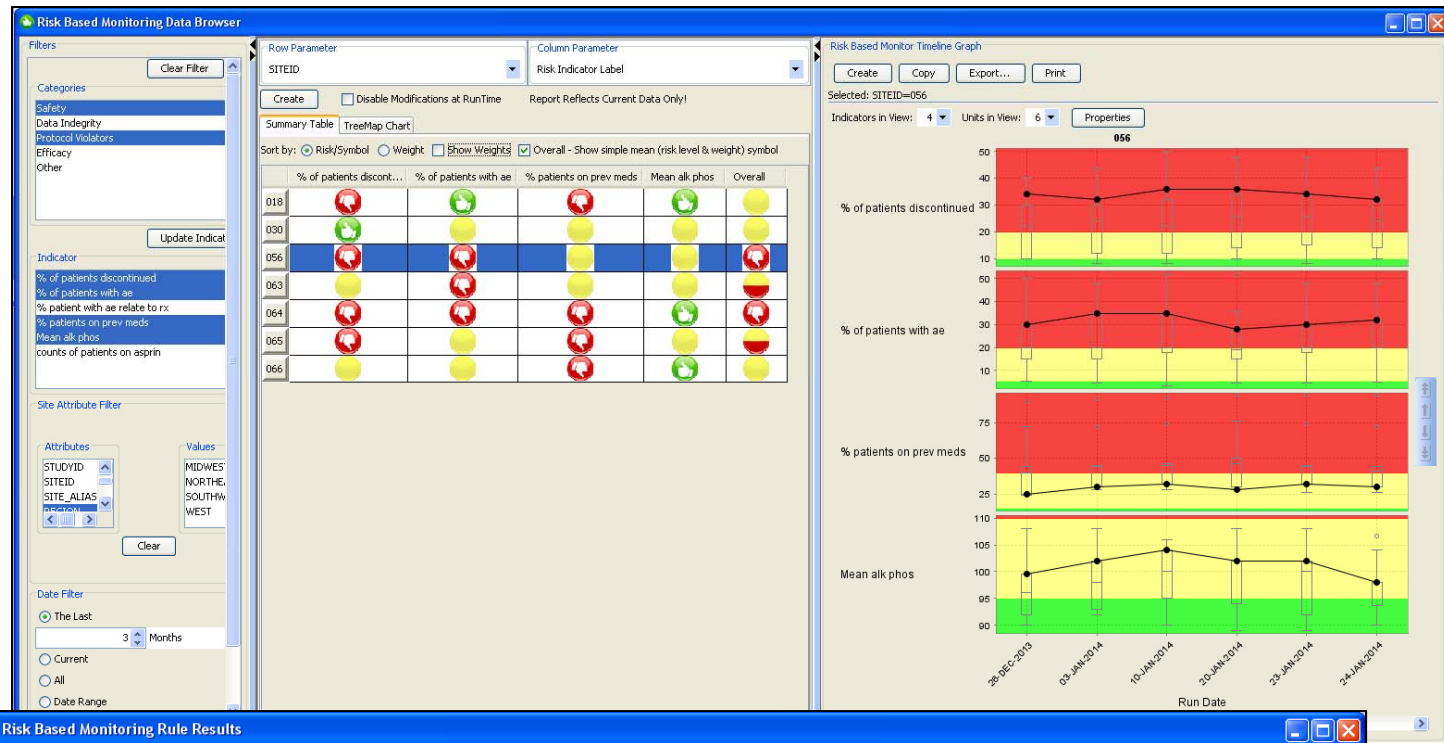 Risk Based Monitoring Data Browser
Filters
Clear Filter
Categories
Safety
Data Indegrity
Protocol Violators
Efficacy
Other
Update Indicat
Indicator
% of patients discontinued
% of patients with ae
% patient with ae relate to rx
% patients on prev meds
Mean alk phos
counts of patients on asprin
Site Attribute Filter
Attributes
STUDYID
SITEID
SITE_ALIAS
REGION
Values
MIDWEST
NORTHE
SOUTHW
WEST
Clear
Date Filter
The Last
3 Months
Current
All
Date Range
Row Parameter
SITEID
Column Parameter
Risk Indicator Label
Create Disable Modifications at RunTime Report Reflects Current Data Only!
Summary Table TreeMap Chart
Sort by: Risk/Symbol Weight Show Weights Overall - Show simple mean (risk level & weight) symbol
% of patients discont... % of patients with ae % patients on prev meds Mean alk phos Overall
018
030
056
063
064
065
066
Risk Based Monitor Timeline Graph
Create Copy Export... Print
Selected: SITEID=056
Indicators in View: 4 Units in View: 6 Properties
056
% of patients discontinued
50
40
30
20
10
% of patients with ae
50
40
30
20
10
% patients on prev meds
75
50
25
Mean alk phos
110
105
100
95
90
26-DEC-2013 03-JAN-2014 10-JAN-2014 20-JAN-2014 23-JAN-2014 24-JAN-2014
Run Date
Risk Based Monitoring Rule Results